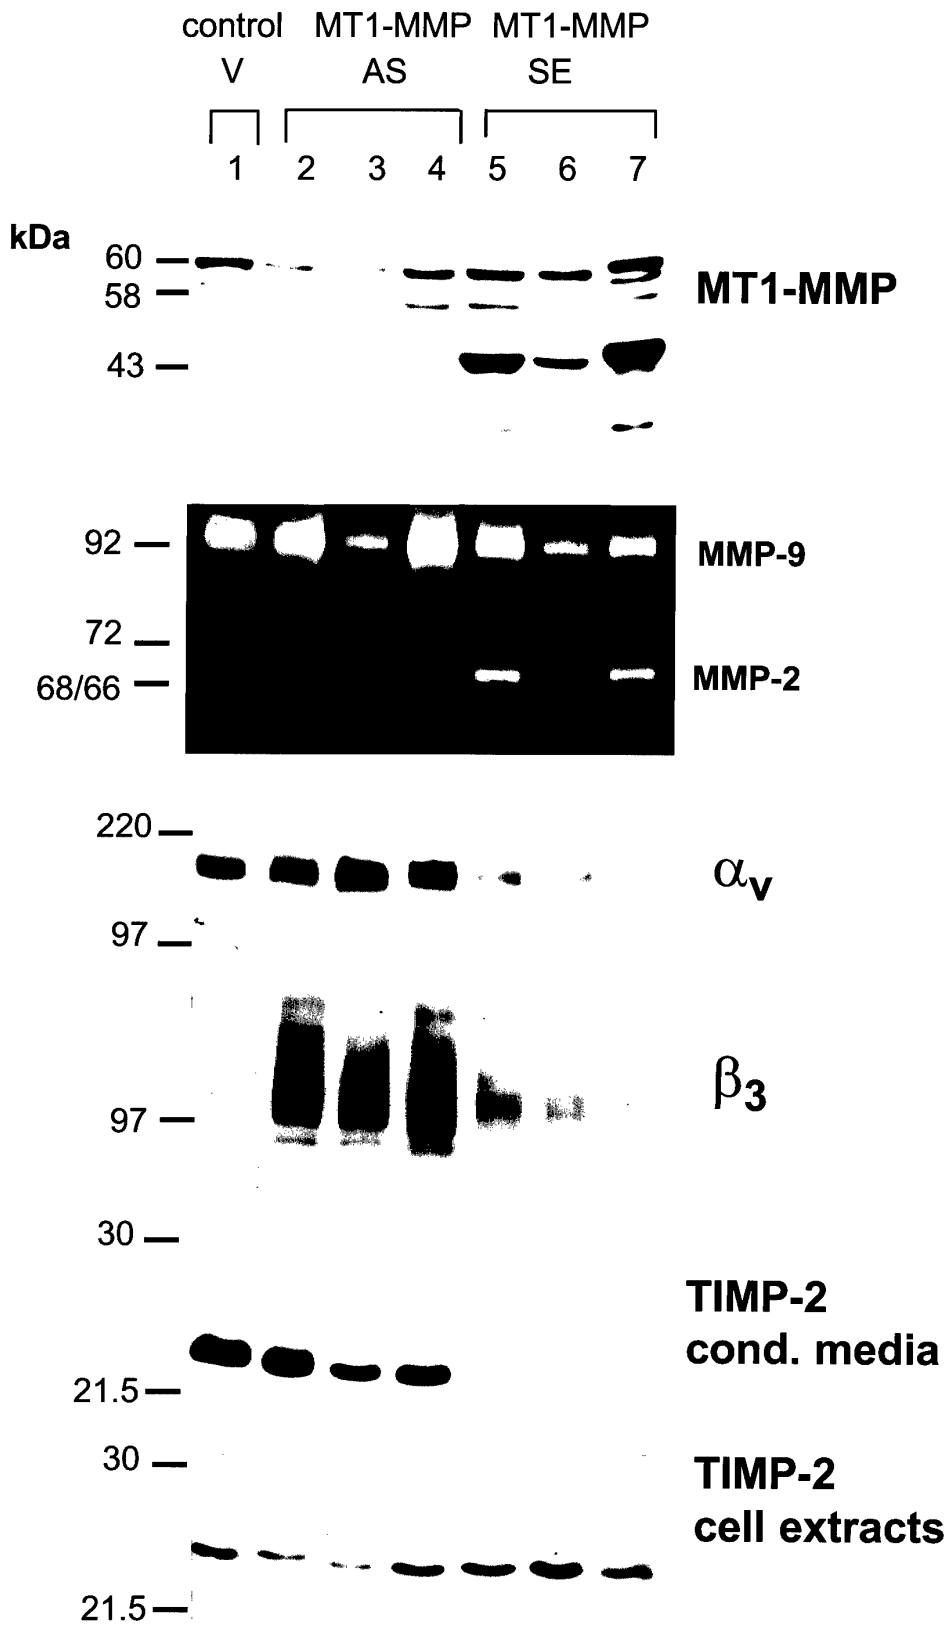 control MT1-MMP MT1-MMP
V AS SE
1 2 3 4 5 6 7
kDa
60
58
43
MT1-MMP
92
72
68/66
MMP-9
MMP-2
220
97
αv
97
β3
30
21.5
TIMP-2
cond. media
30
21.5
TIMP-2
cell extracts